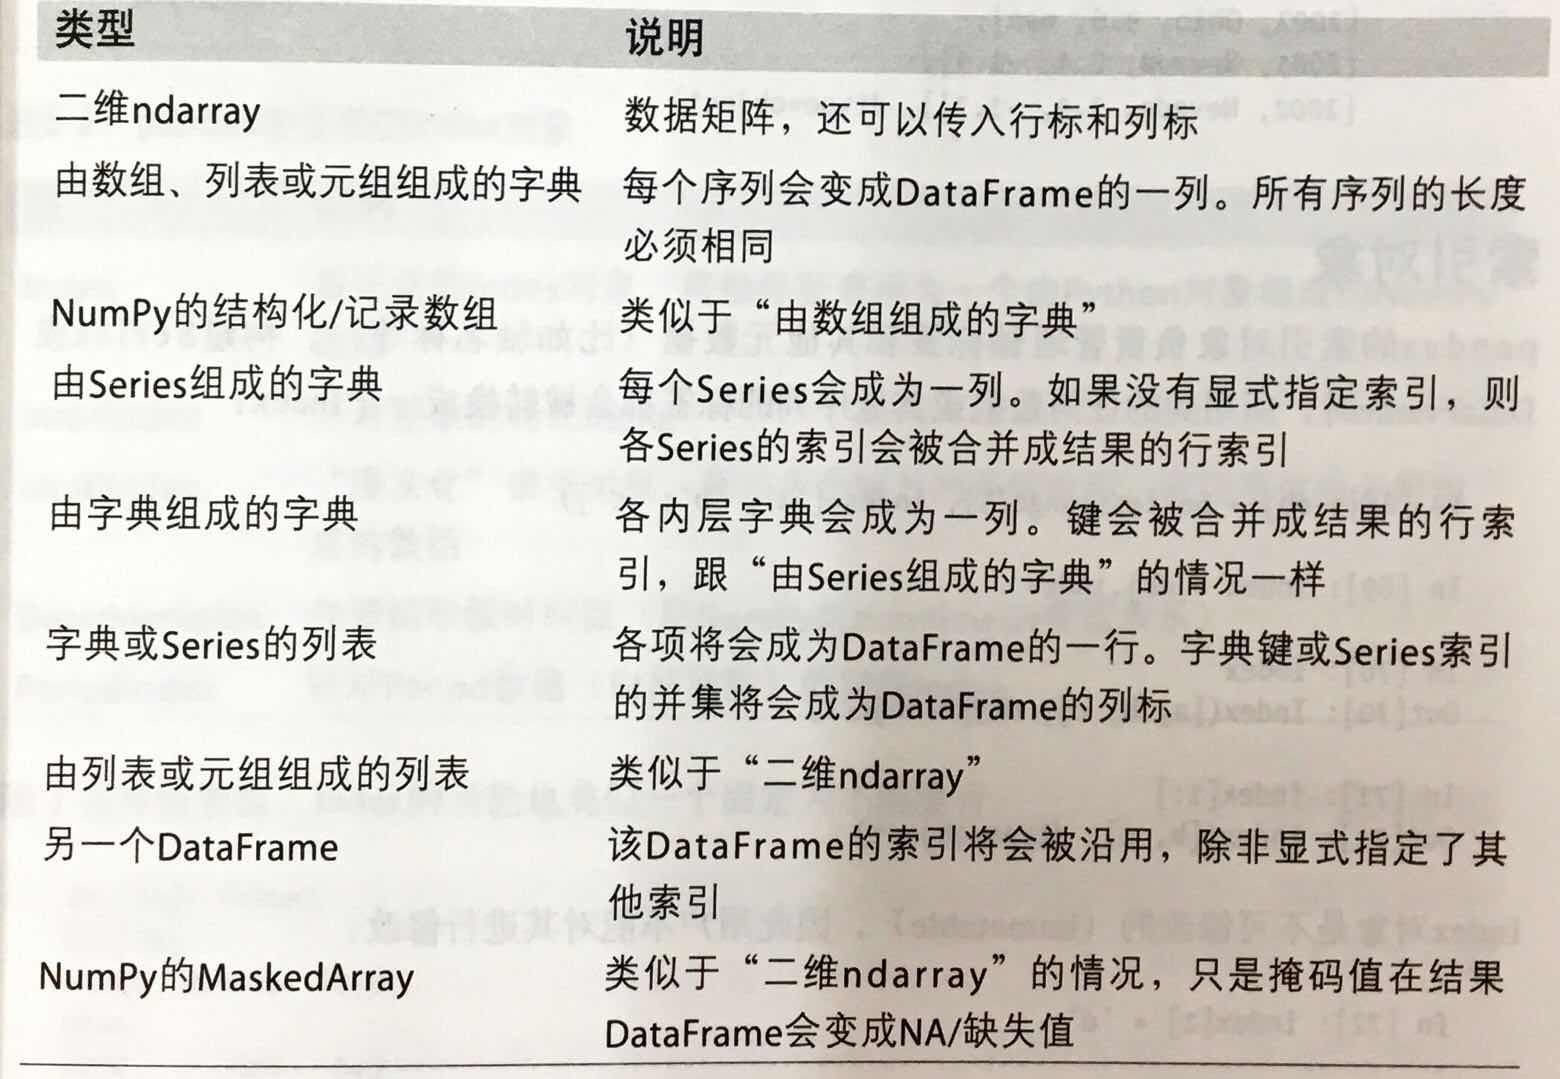 类型 说明
二维ndarray 数据矩阵，还可以传入行标和列标
由数组、列表或元组组成的字典 每个序列会变成DataFrame的一列。所有序列的长度
必须相同
NumPy的结构化/记录数组 类似于“由数组组成的字典”
由Series组成的字典 每个Series会成为一列。如果没有显式指定索引，则
各Series的索引会被合并成结果的行索引
由字典组成的字典 各内层字典会成为一列。键会被合并成结果的行索
引，跟“由Series组成的字典”的情况一样
字典或Series的列表 各项将会成为DataFrame的一行。字典键或Series索引
的并集将会成为DataFrame的列标
由列表或元组组成的列表 类似于“二维ndarray”
另一个DataFrame 该DataFrame的索引将会被沿用，除非显式指定了其
他索引
NumPy的MaskedArray 类似于“二维ndarray”的情况，只是掩码值在结果
DataFrame会变成NA/缺失值